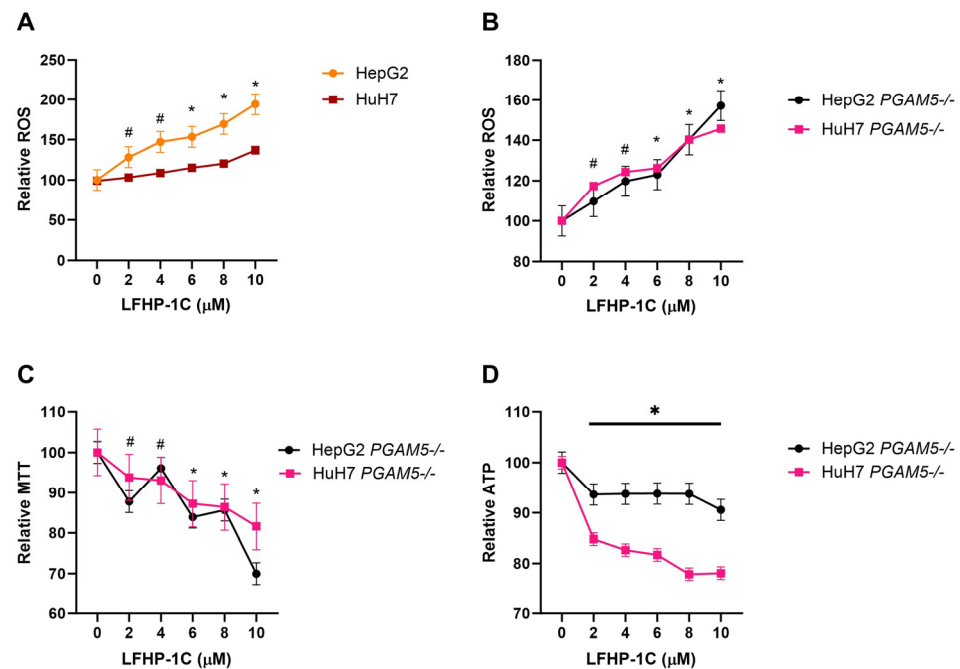 A
Relative ROS
250
200
150
100
50
0
# # * * *
0 2 4 6 8 10
LFHP-1C (μM)
HepG2
HuH7
B
Relative ROS
160
140
120
100
80
# # * * *
0 2 4 6 8 10
LFHP-1C (μM)
HepG2 PGAM5-/-
HuH7 PGAM5-/-
C
Relative MTT
110
100
90
80
70
60
# # * * *
0 2 4 6 8 10
LFHP-1C (μM)
HepG2 PGAM5-/-
HuH7 PGAM5-/-
D
Relative ATP
110
100
90
80
70
*
0 2 4 6 8 10
LFHP-1C (μM)
HepG2 PGAM5-/-
HuH7 PGAM5-/-